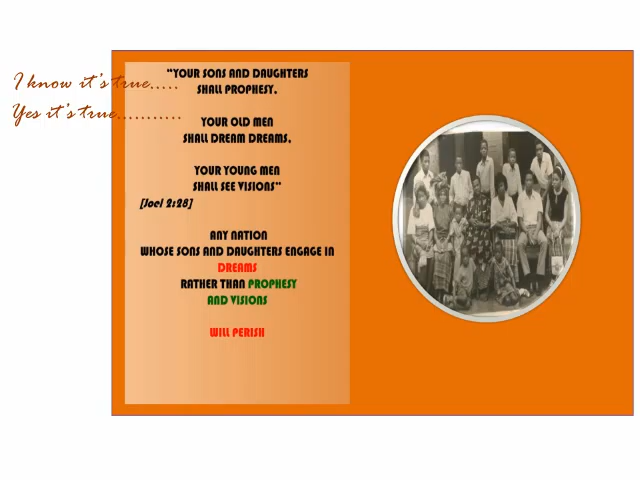 I know it's true.....
Yes it's true...........
"YOUR SONS AND DAUGHTERS
SHALL PROPHESY.
YOUR OLD MEN
SHALL DREAM DREAMS,
YOUR YOUNG MEN
SHALL SEE VISIONS"
[Joel 2:28]
ANY NATION
WHOSE SONS AND DAUGHTERS ENGAGE IN
DREAMS
RATHER THAN PROPHESY
AND VISIONS
WILL PERISH